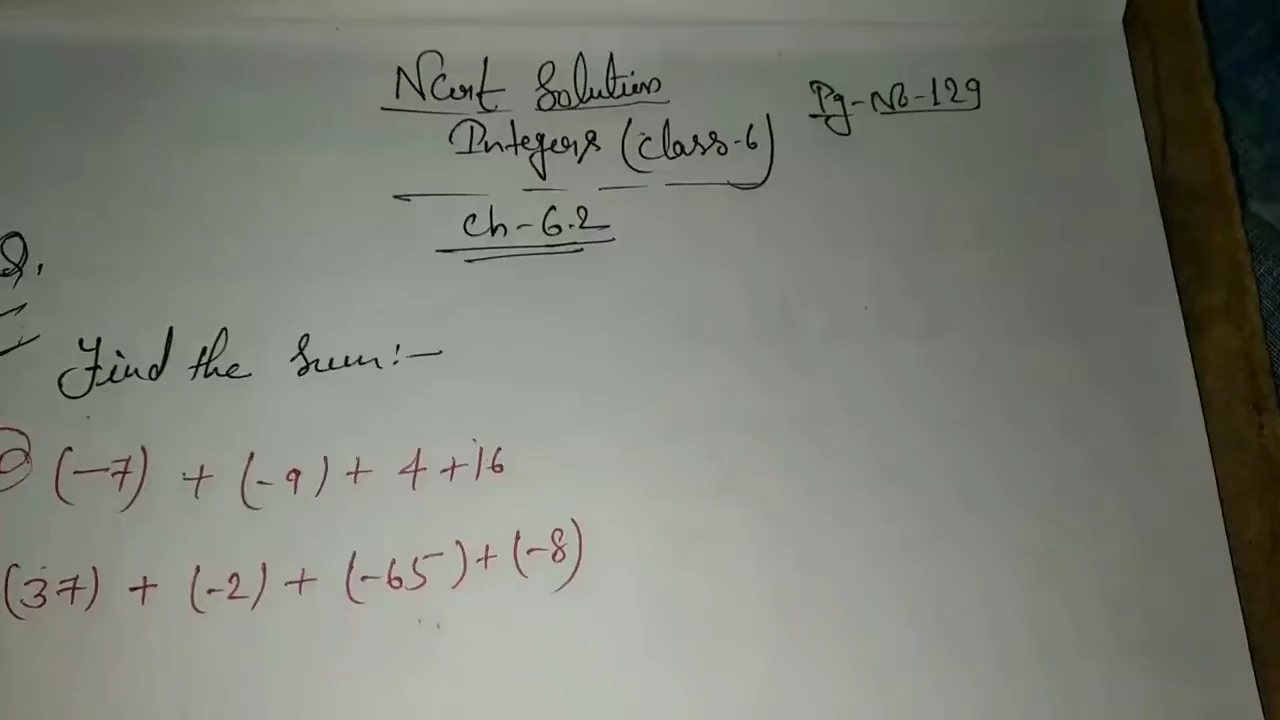 Ncert Solution
Pg-No-129
Integers (class-6)
Ch-6.2
Q.
Find the Sum:-
(-7) + (-9) + 4 + 16
(37) + (-2) + (-65) + (-8)